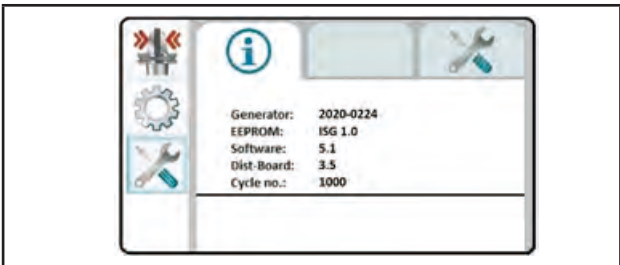 Generator: 2020-0224
EEPROM: ISG 1.0
Software: 5.1
Dist-Board: 3.5
Cycle no.: 1000